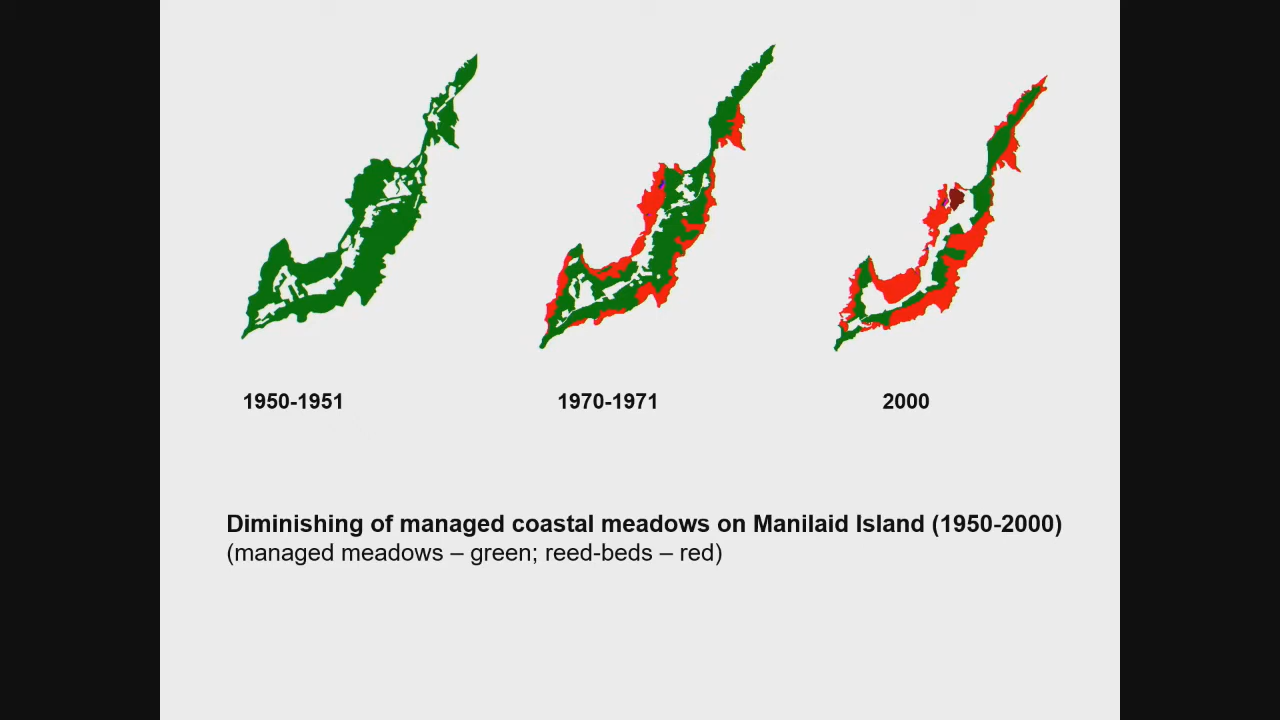 1950-1951
1970-1971
2000
Diminishing of managed coastal meadows on Manilaid Island (1950-2000)
(managed meadows – green; reed-beds – red)